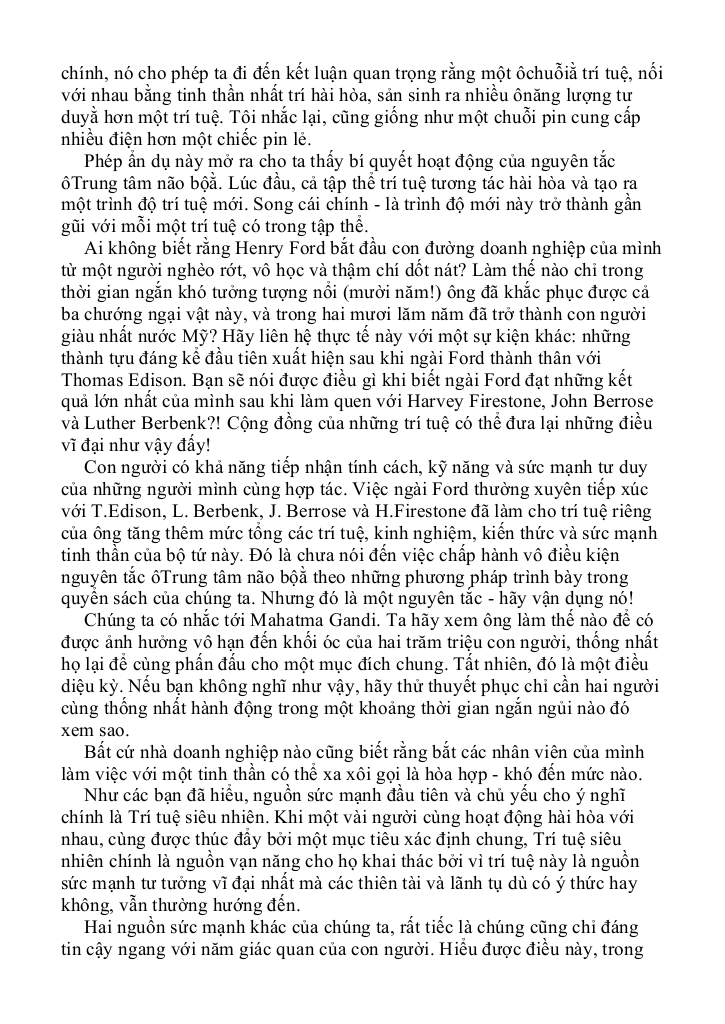 chính, nó cho phép ta đi đến kết luận quan trọng rằng một ôchuỗiằ trí tuệ, nối
với nhau bằng tinh thần nhất trí hài hòa, sản sinh ra nhiều ônăng lượng tư
duyằ hơn một trí tuệ. Tôi nhắc lại, cũng giống như một chuỗi pin cung cấp
nhiều điện hơn một chiếc pin lẻ.
Phép ẩn dụ này mở ra cho ta thấy bí quyết hoạt động của nguyên tắc
ôTrung tâm não bộằ. Lúc đầu, cả tập thể trí tuệ tương tác hài hòa và tạo ra
một trình độ trí tuệ mới. Song cái chính - là trình độ mới này trở thành gần
gũi với mỗi một trí tuệ có trong tập thể.
Ai không biết rằng Henry Ford bắt đầu con đường doanh nghiệp của mình
từ một người nghèo rớt, vô học và thậm chí dốt nát? Làm thế nào chỉ trong
thời gian ngắn khó tưởng tượng nổi (mười năm!) ông đã khắc phục được cả
ba chướng ngại vật này, và trong hai mươi lăm năm đã trở thành con người
giàu nhất nước Mỹ? Hãy liên hệ thực tế này với một sự kiện khác: những
thành tựu đáng kể đầu tiên xuất hiện sau khi ngài Ford thành thân với
Thomas Edison. Bạn sẽ nói được điều gì khi biết ngài Ford đạt những kết
quả lớn nhất của mình sau khi làm quen với Harvey Firestone, John Berrose
và Luther Berbenk?! Cộng đồng của những trí tuệ có thể đưa lại những điều
vĩ đại như vậy đấy!
Con người có khả năng tiếp nhận tính cách, kỹ năng và sức mạnh tư duy
của những người mình cùng hợp tác. Việc ngài Ford thường xuyên tiếp xúc
với T.Edison, L. Berbenk, J. Berrose và H.Firestone đã làm cho trí tuệ riêng
của ông tăng thêm mức tổng các trí tuệ, kinh nghiệm, kiến thức và sức mạnh
tinh thần của bộ tứ này. Đó là chưa nói đến việc chấp hành vô điều kiện
nguyên tắc ôTrung tâm não bộằ theo những phương pháp trình bày trong
quyển sách của chúng ta. Nhưng đó là một nguyên tắc - hãy vận dụng nó!
Chúng ta có nhắc tới Mahatma Gandi. Ta hãy xem ông làm thế nào để có
được ảnh hưởng vô hạn đến khối óc của hai trăm triệu con người, thống nhất
họ lại để cùng phấn đấu cho một mục đích chung. Tất nhiên, đó là một điều
diệu kỳ. Nếu bạn không nghĩ như vậy, hãy thử thuyết phục chỉ cần hai người
cùng thống nhất hành động trong một khoảng thời gian ngắn ngủi nào đó
xem sao.
Bất cứ nhà doanh nghiệp nào cũng biết rằng bắt các nhân viên của mình
làm việc với một tinh thần có thể xa xôi gọi là hòa hợp - khó đến mức nào.
Như các bạn đã hiểu, nguồn sức mạnh đầu tiên và chủ yếu cho ý nghĩ
chính là Trí tuệ siêu nhiên. Khi một vài người cùng hoạt động hài hòa với
nhau, cùng được thúc đẩy bởi một mục tiêu xác định chung, Trí tuệ siêu
nhiên chính là nguồn vạn năng cho họ khai thác bởi vì trí tuệ này là nguồn
sức mạnh tư tưởng vĩ đại nhất mà các thiên tài và lãnh tụ dù có ý thức hay
không, vẫn thường hướng đến.
Hai nguồn sức mạnh khác của chúng ta, rất tiếc là chúng cũng chỉ đáng
tin cậy ngang với năm giác quan của con người. Hiểu được điều này, trong